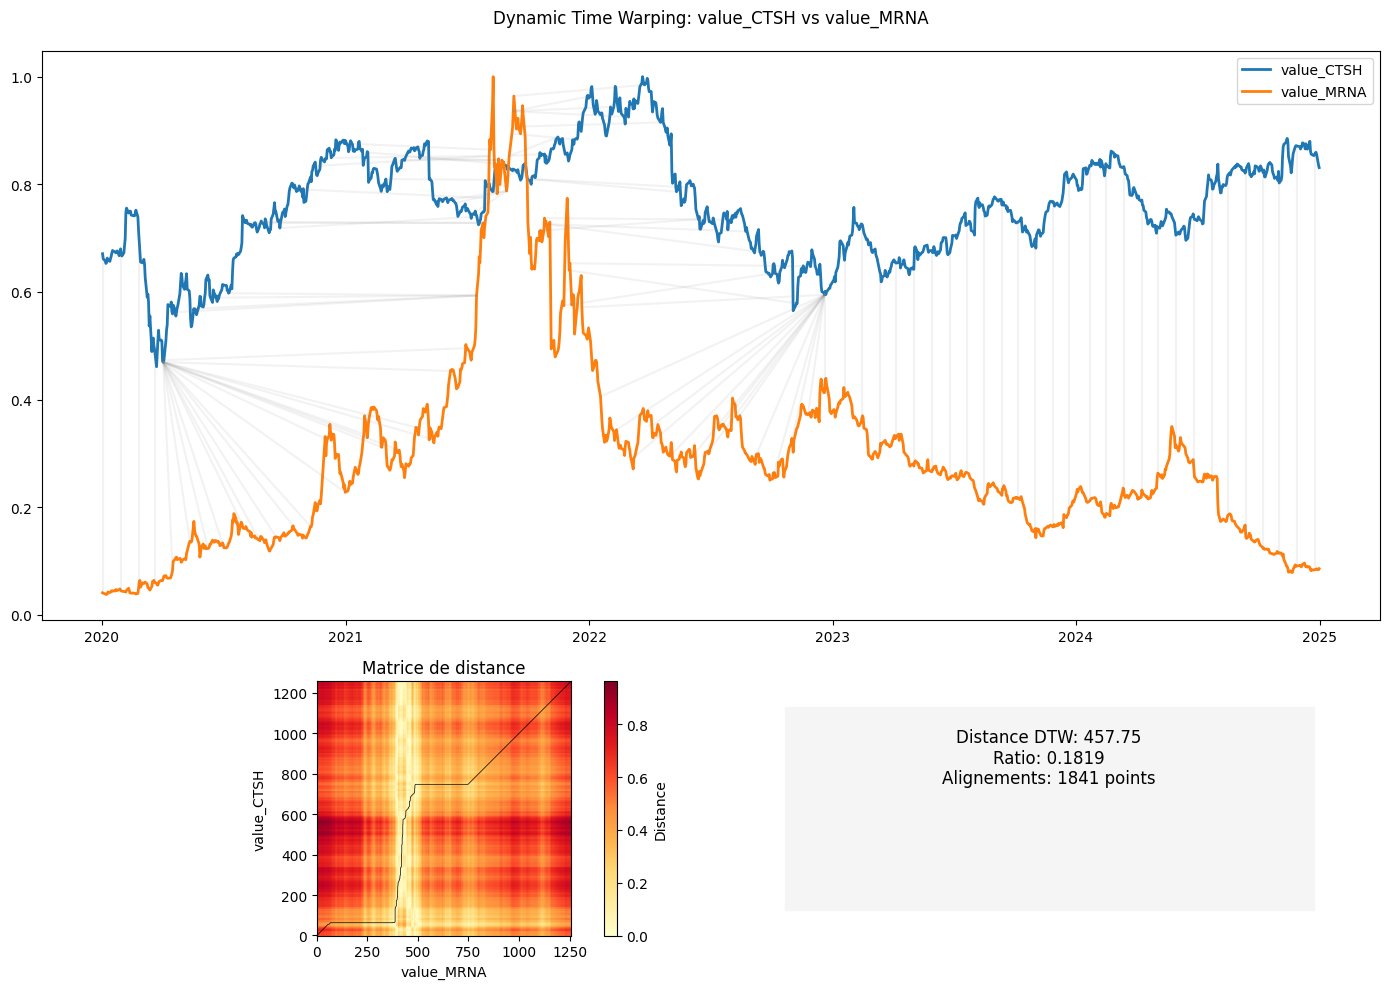 Dynamic Time Warping: value_CTSH vs value_MRNA
value_CTSH
value_MRNA
1.0
0.8
0.6
0.4
0.2
0.0
2020 2021 2022 2023 2024 2025
Matrice de distance
1200
1000
800
600
400
200
0
value_CTSH
0 250 500 750 1000 1250
value_MRNA
0.8
0.6
0.4
0.2
0.0
Distance
Distance DTW: 457.75
Ratio: 0.1819
Alignements: 1841 points